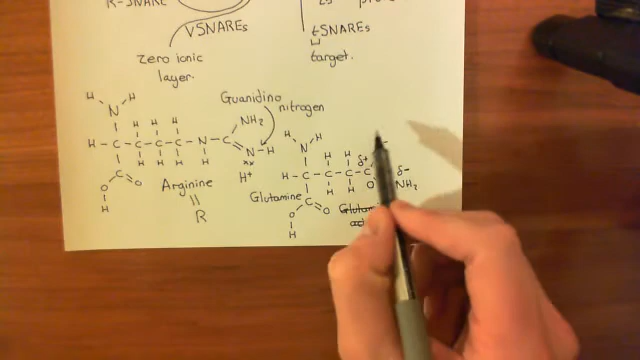 R-SNARE
VSNAREs
tSNAREs
Zero ionic
layer.
target.
Guanidino
nitrogen
H H
N
H H H
NH₂
H - C - C - C - C - N - C
N - H
H H H H
C
O
O
H
H⁺
Arginine
R
H H
N
H H
δ+
δ-
H - C - C - C - C
H H
O
NH₂
Glutamine
C
O
O
H